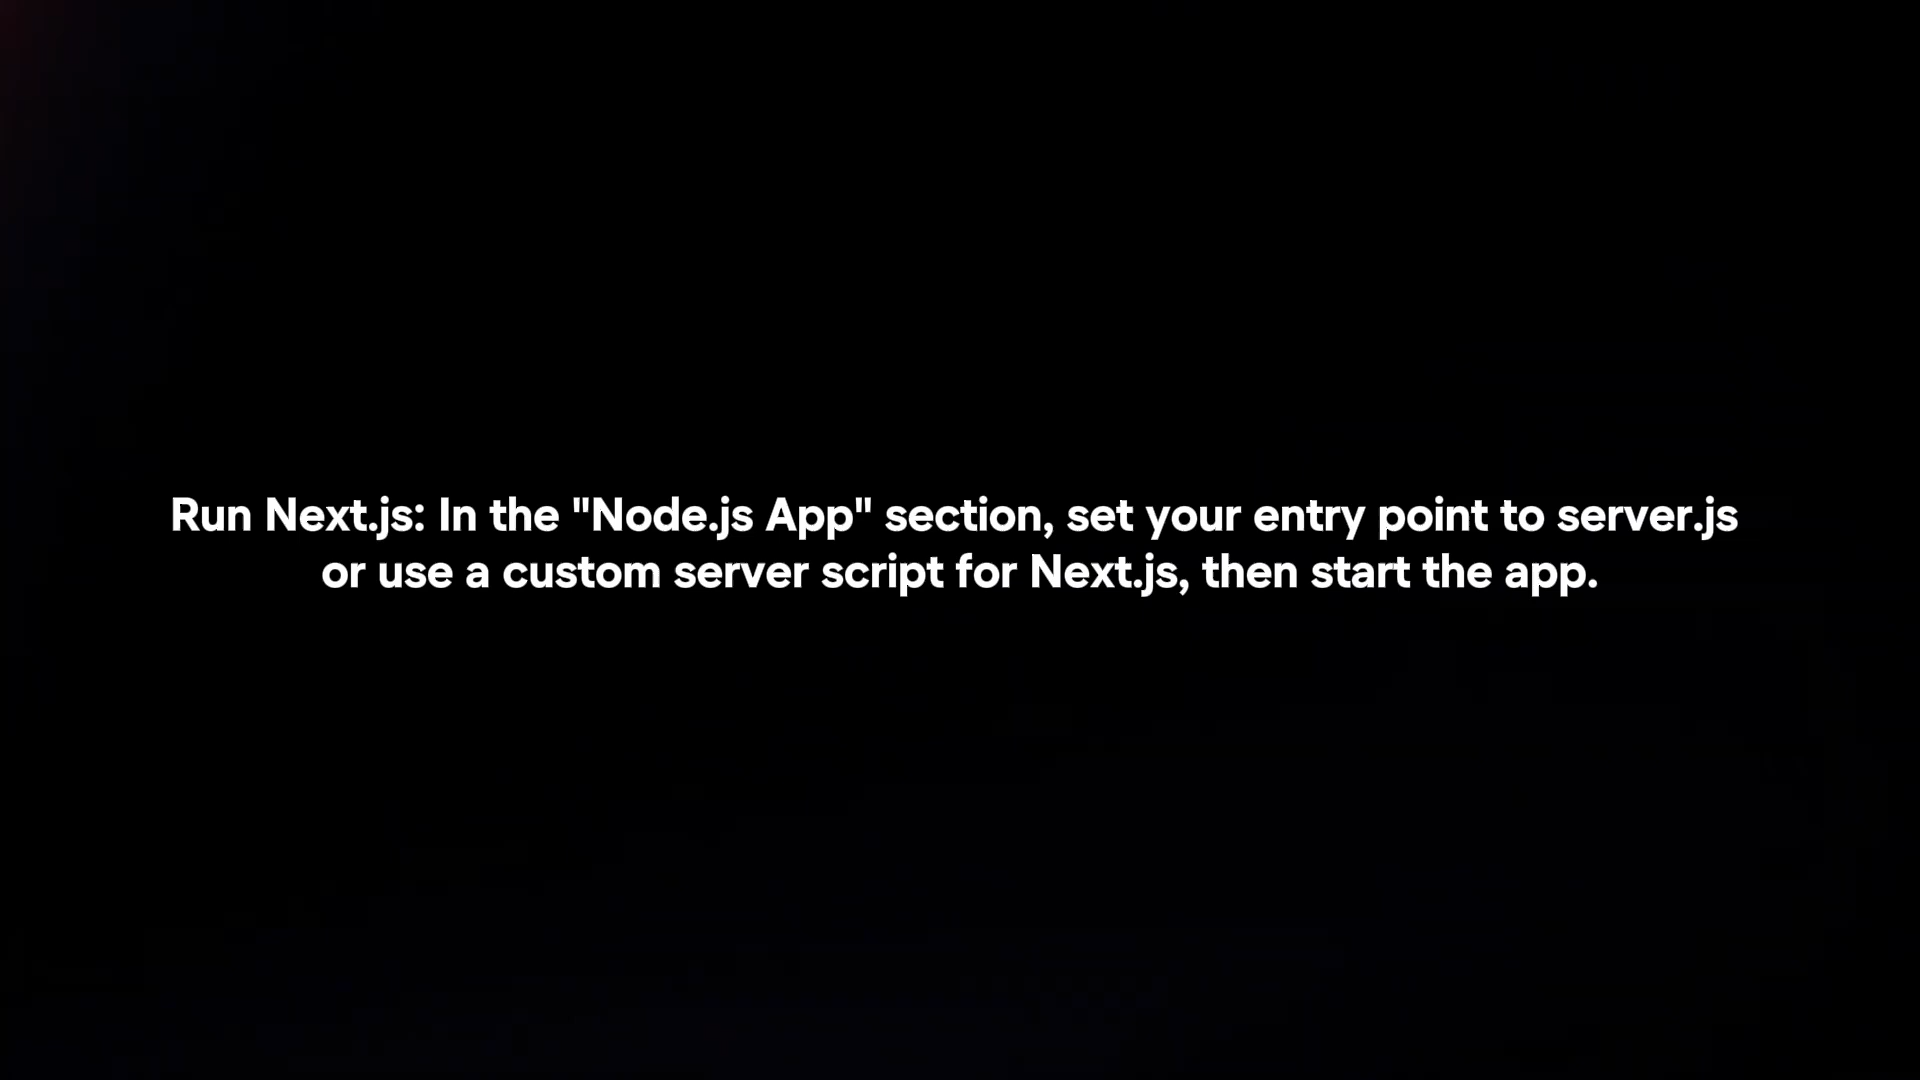 Run Next.js: In the "Node.js App" section, set your entry point to server.js
or use a custom server script for Next.js, then start the app.